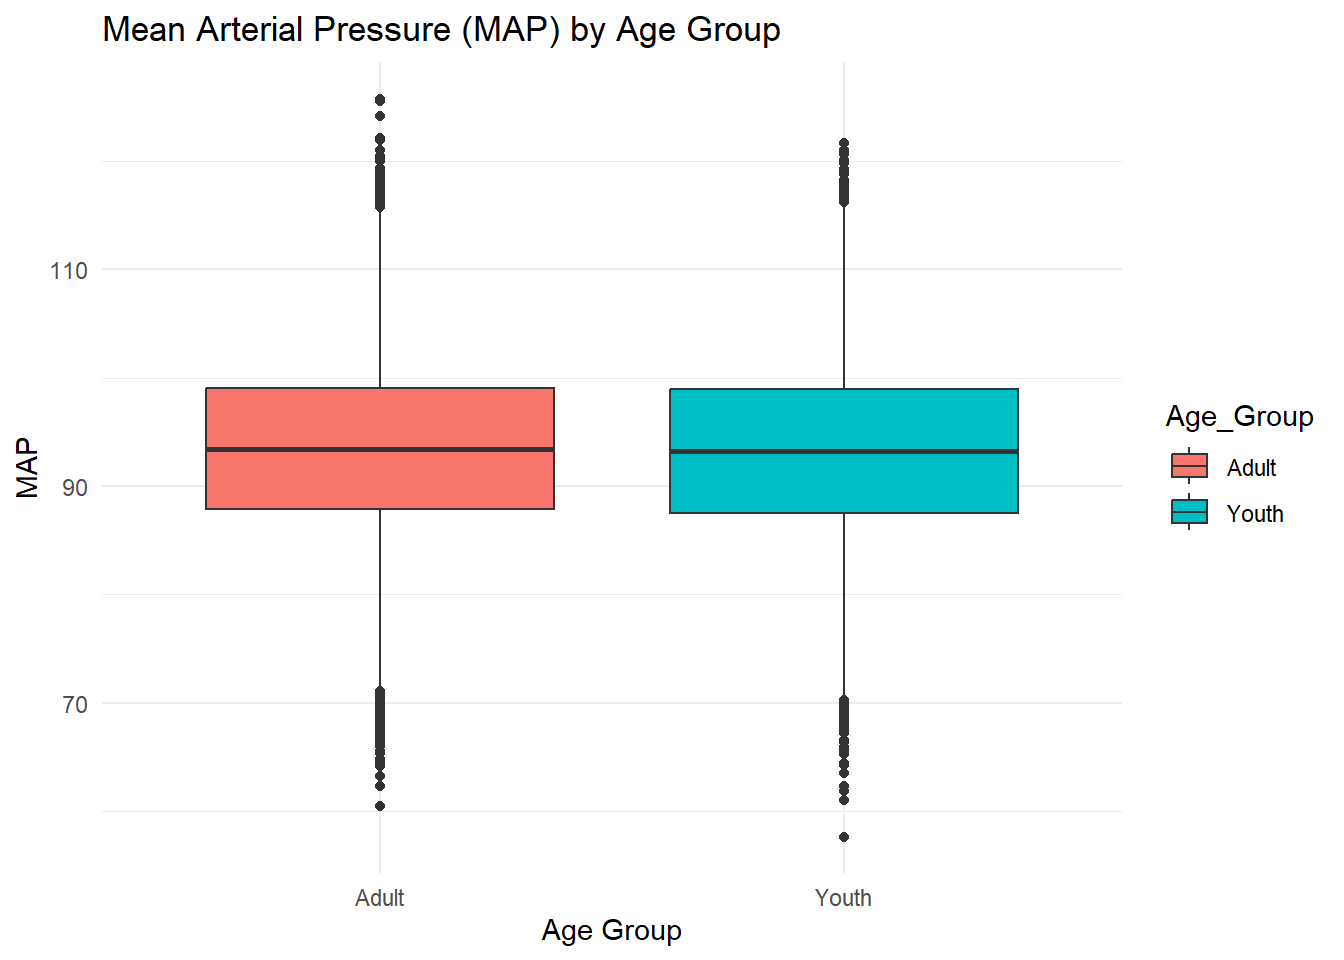 Mean Arterial Pressure (MAP) by Age Group
MAP
110
90
70
Adult
Youth
Age Group
Age_Group
Adult
Youth